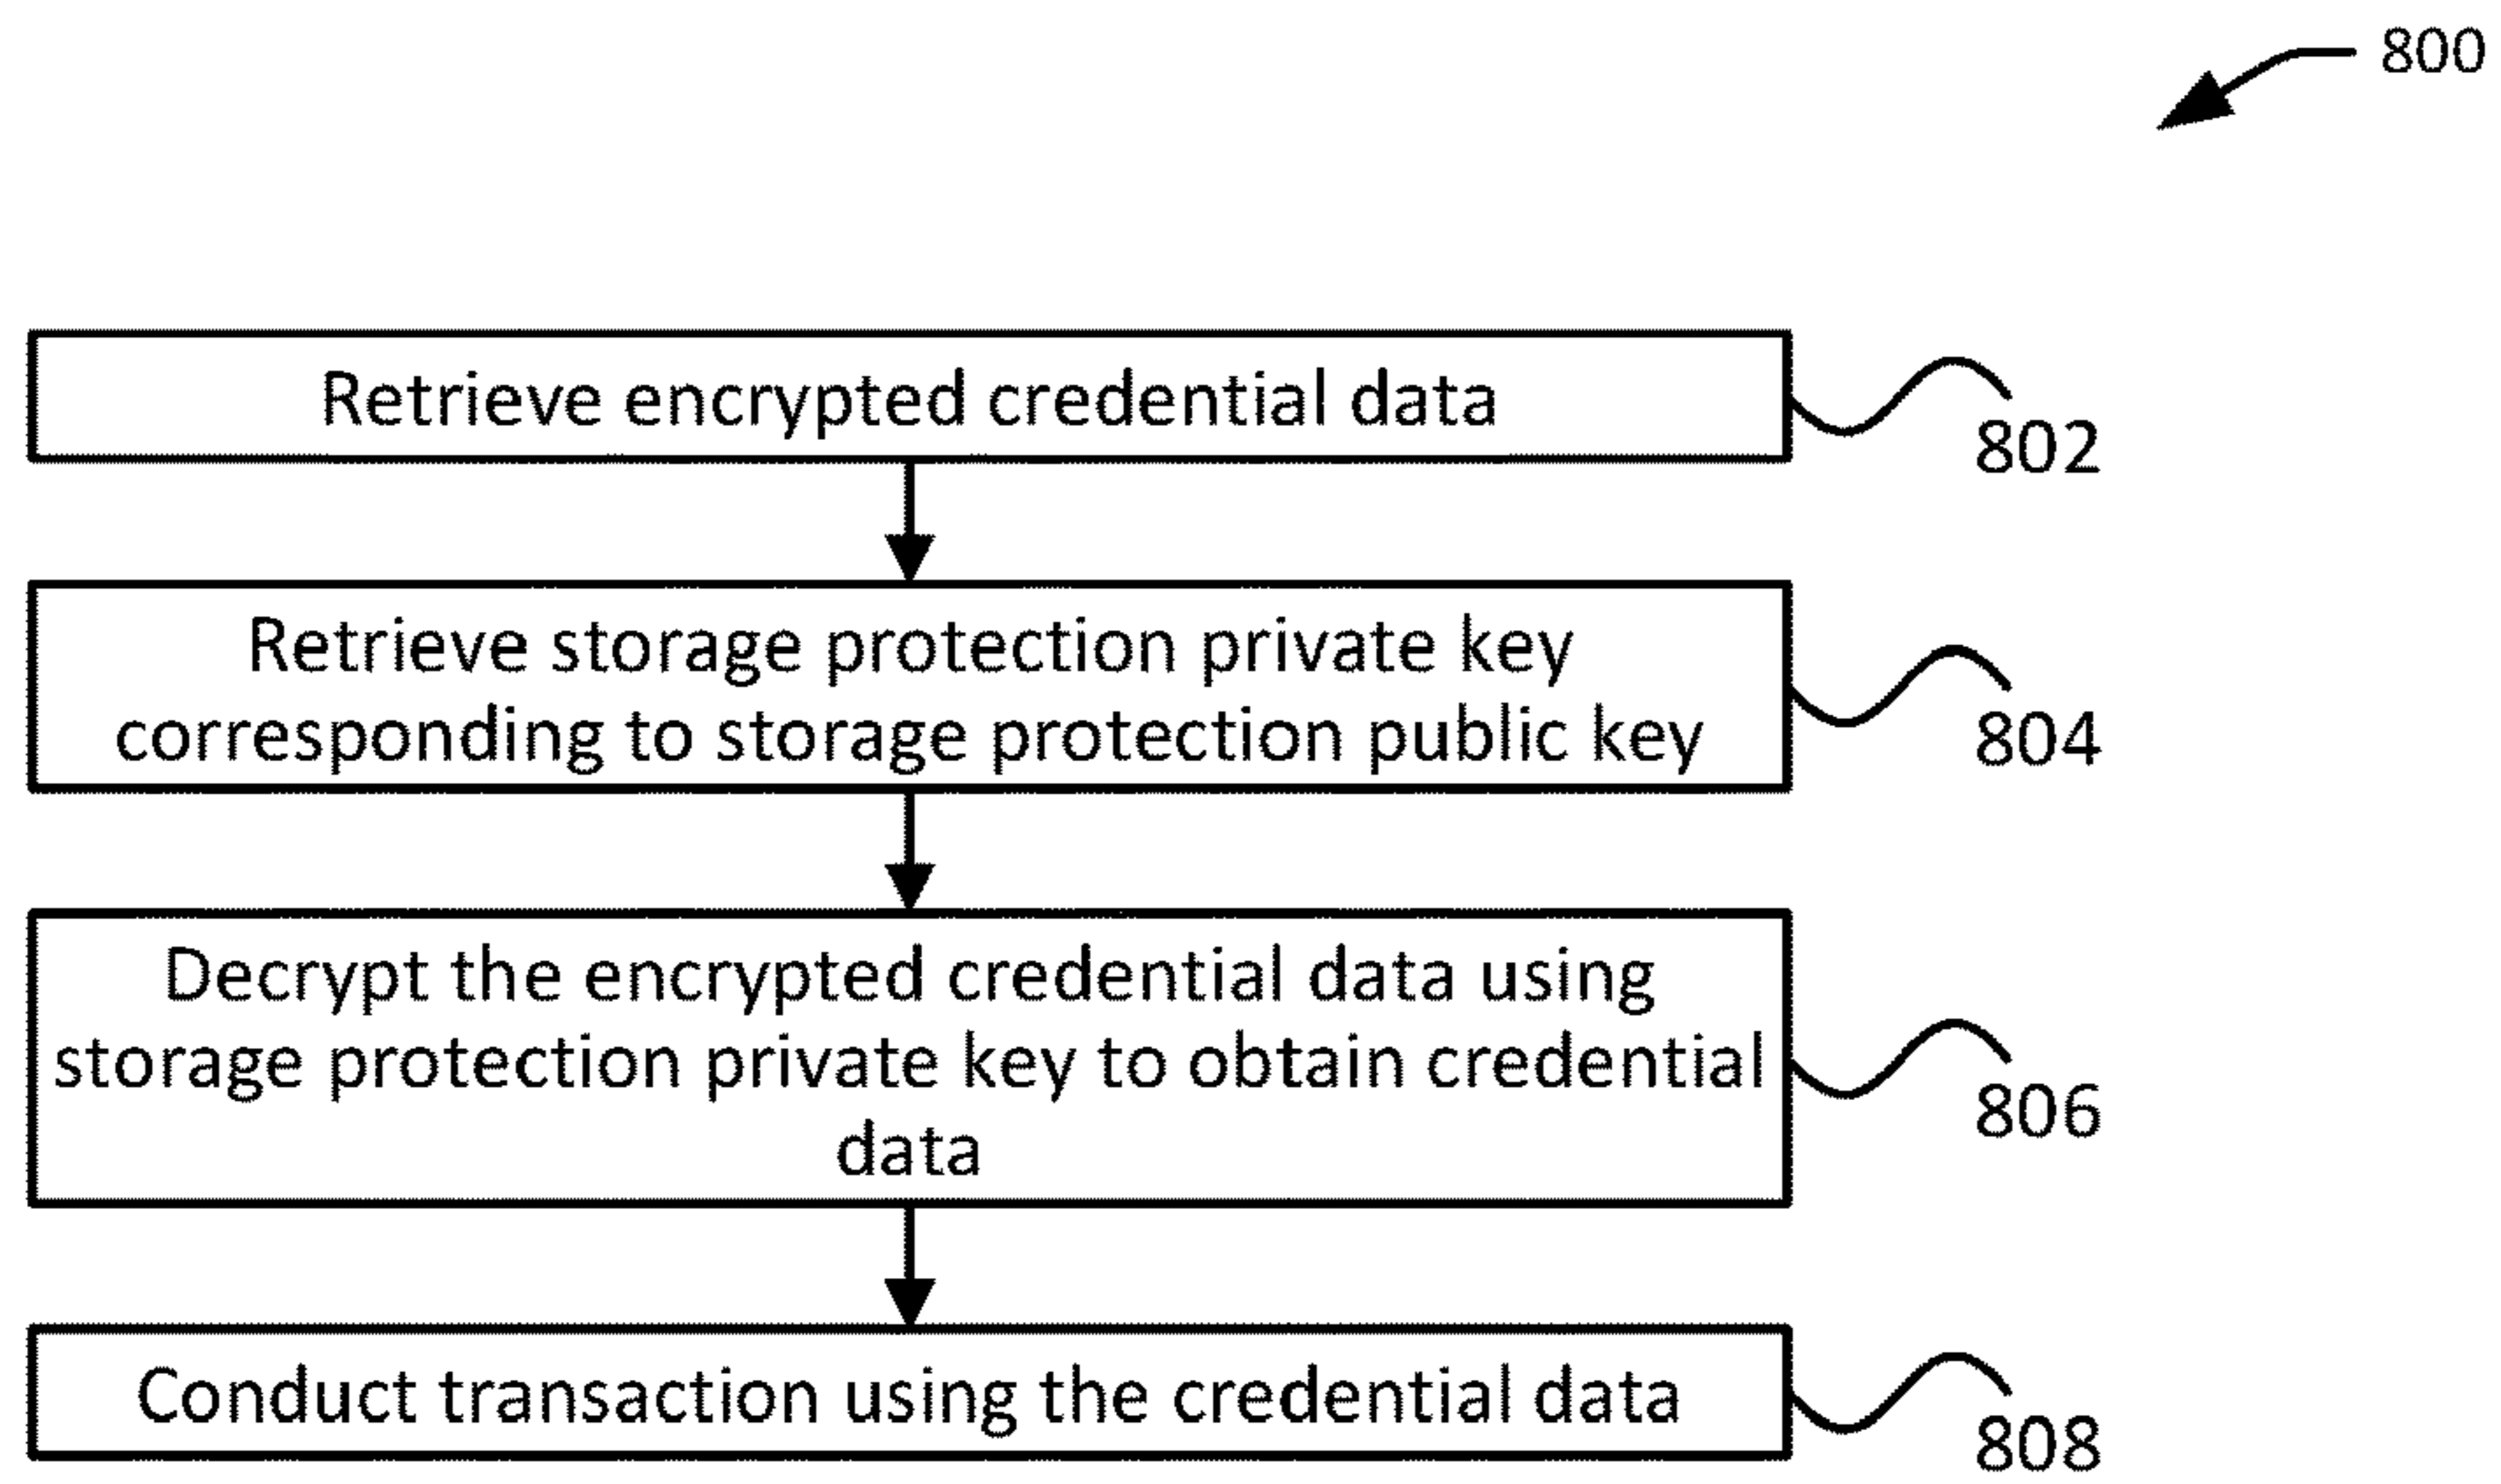 800
Retrieve encrypted credential data
802
Retrieve storage protection private key
corresponding to storage protection public key
804
Decrypt the encrypted credential data using
storage protection private key to obtain credential
data
806
Conduct transaction using the credential data
808